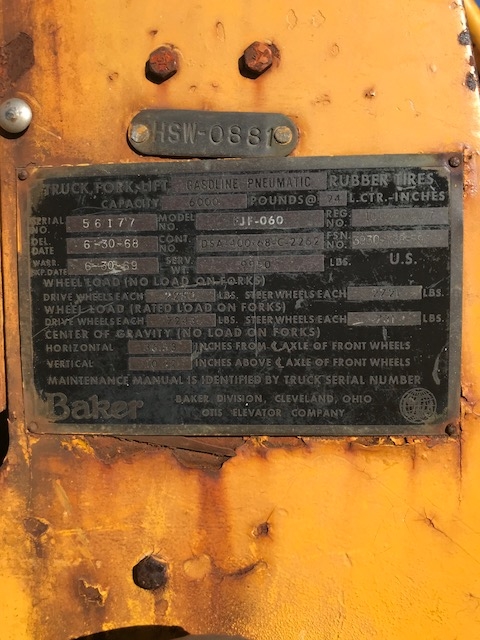 HSW-0881
TRUCK, FORK LIFT GASOLINE PNEUMATIC RUBBER TIRES
CAPACITY 6000 POUNDS@ 24 L.CTR.-INCHES
SERIAL NO. 56177 MODEL NO. JF-060 REG. NO.
DEL. DATE 6-30-68 CONT. NO. DSA-400-68-C-2262 FSN. NO.
WARR. EXP.DATE 6-30-69 SERV. WT. LBS. U.S.
WHEEL LOAD (NO LOAD ON FORKS)
DRIVE WHEELS EACH LBS. STEER WHEELS EACH LBS.
WHEEL LOAD (RATED LOAD ON FORKS)
DRIVE WHEELS EACH LBS. STEER WHEELS EACH LBS.
CENTER OF GRAVITY (NO LOAD ON FORKS)
HORIZONTAL INCHES FROM ℄ AXLE OF FRONT WHEELS
VERTICAL INCHES ABOVE ℄ AXLE OF FRONT WHEELS
MAINTENANCE MANUAL IS IDENTIFIED BY TRUCK SERIAL NUMBER
Baker BAKER DIVISION, CLEVELAND, OHIO
OTIS ELEVATOR COMPANY